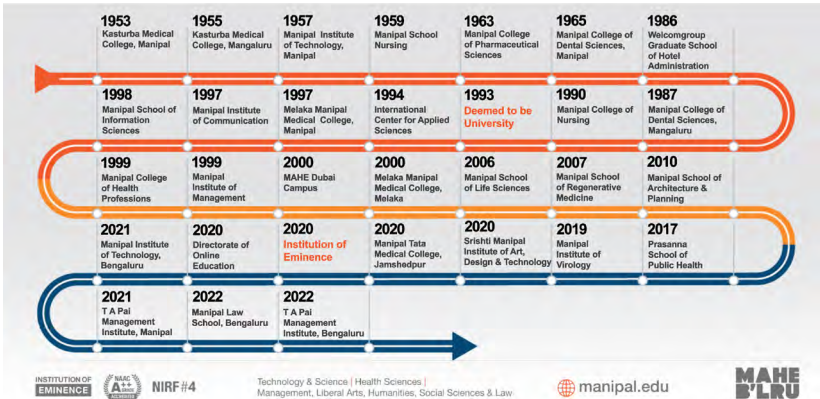 1953
Kasturba Medical
College, Manipal
1955
Kasturba Medical
College, Mangaluru
1957
Manipal Institute
of Technology,
Manipal
1959
Manipal School
Nursing
1963
Manipal College
of Pharmaceutical
Sciences
1965
Manipal College of
Dental Sciences,
Manipal
1986
Welcomgroup
Graduate School
of Hotel
Administration
1998
Manipal School of
Information
Sciences
1997
Manipal Institute
of Communication
1997
Melaka Manipal
Medical College,
Manipal
1994
International
Center for Applied
Sciences
1993
Deemed to be
University
1990
Manipal College of
Nursing
1987
Manipal College of
Dental Sciences,
Mangaluru
1999
Manipal College
of Health
Professions
1999
Manipal
Institute of
Management
2000
MAHE Dubai
Campus
2000
Melaka Manipal
Medical College,
Melaka
2006
Manipal School
of Life Sciences
2007
Manipal School
of Regenerative
Medicine
2010
Manipal School of
Architecture &
Planning
2021
Manipal Institute
of Technology,
Bengaluru
2020
Directorate of
Online
Education
2020
Institution of
Eminence
2020
Manipal Tata
Medical College,
Jamshedpur
2020
Srishti Manipal
Institute of Art,
Design & Technology
2019
Manipal
Institute of
Virology
2017
Prasanna
School of
Public Health
2021
T A Pai
Management
Institute, Manipal
2022
Manipal Law
School, Bengaluru
2022
T A Pai
Management
Institute, Bengaluru
INSTITUTION OF
EMINENCE
NAAC
A++
GRADE
ACCREDITED
NIRF#4
Technology & Science | Health Sciences |
Management, Liberal Arts, Humanities, Social Sciences & Law
manipal.edu
MAHE
B'LRU